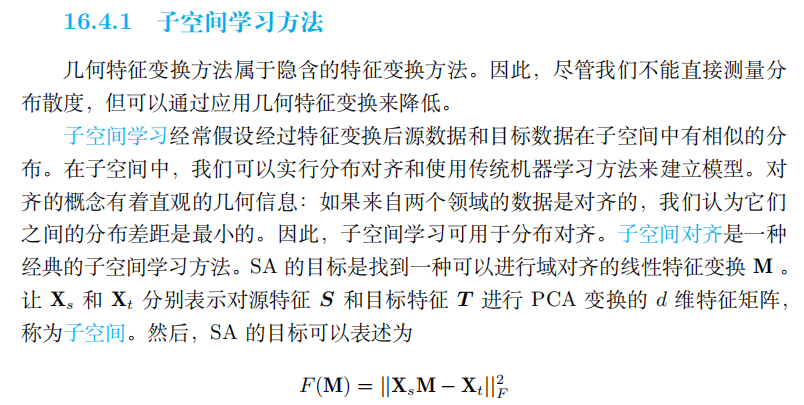 16.4.1 子空间学习方法
几何特征变换方法属于隐含的特征变换方法。因此，尽管我们不能直接测量分
布散度，但可以通过应用几何特征变换来降低。
子空间学习经常假设经过特征变换后源数据和目标数据在子空间中有相似的分
布。在子空间中，我们可以实行分布对齐和使用传统机器学习方法来建立模型。对
齐的概念有着直观的几何信息：如果来自两个领域的数据是对齐的，我们认为它们
之间的分布差距是最小的。因此，子空间学习可用于分布对齐。子空间对齐是一种
经典的子空间学习方法。SA 的目标是找到一种可以进行域对齐的线性特征变换 M 。
让 Xₛ 和 Xₜ 分别表示对源特征 S 和目标特征 T 进行 PCA 变换的 d 维特征矩阵，
称为子空间。然后，SA 的目标可以表述为
F(M) = ||XₛM − Xₜ||²_F